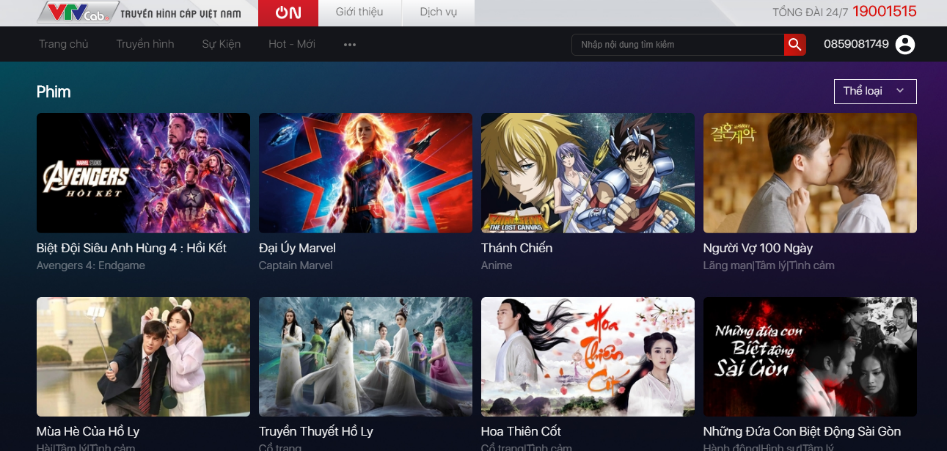 VTVCab TRUYỀN HÌNH CÁP VIỆT NAM ON Giới thiệu Dịch vụ TỔNG ĐÀI 24/7 19001515
Trang chủ Truyền hình Sự Kiện Hot - Mới ••• Nhập nội dung tìm kiếm 0859081749
Phim Thể loại
MARVEL STUDIOS
AVENGERS
HỒI KẾT
THE LOST CANVAS
결혼계약
Biệt Đội Siêu Anh Hùng 4 : Hồi Kết Đại Úy Marvel Thánh Chiến Người Vợ 100 Ngày
Avengers 4: Endgame Captain Marvel Anime Lãng mạn|Tâm lý|Tình cảm
Hoa
Thiên
Cốt
Những đứa con
Biệt động
Sài Gòn
Mùa Hè Của Hồ Ly Truyền Thuyết Hồ Ly Hoa Thiên Cốt Những Đứa Con Biệt Động Sài Gòn
Hài|Tâm lý|Tình cảm Cổ trang Cổ trang|Tình cảm Hành động|Hình sự|Tâm lý